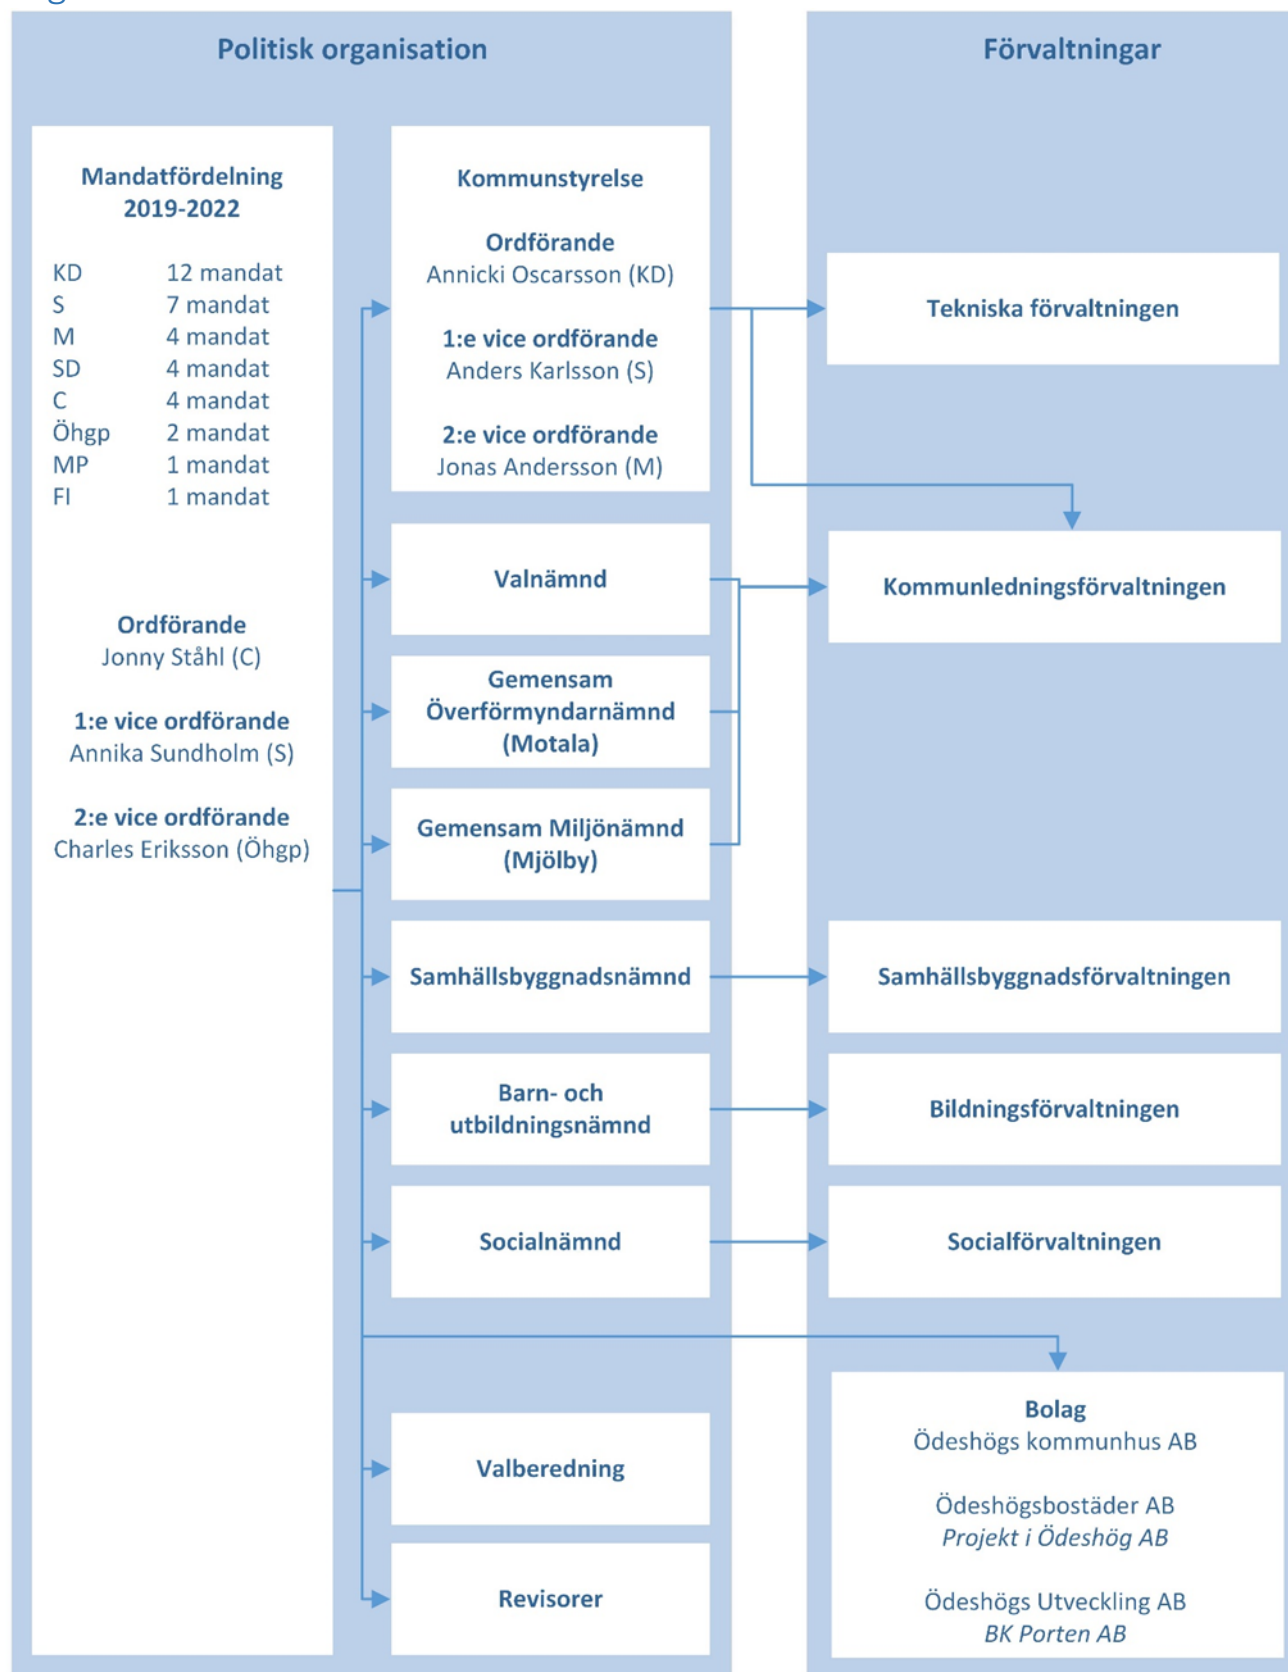 Politisk organisation
Mandatfördelning
2019-2022
KD 12 mandat
S 7 mandat
M 4 mandat
SD 4 mandat
C 4 mandat
Öhgp 2 mandat
MP 1 mandat
FI 1 mandat
Ordförande
Jonny Ståhl (C)
1:e vice ordförande
Annika Sundholm (S)
2:e vice ordförande
Charles Eriksson (Öhgp)
Kommunstyrelse
Ordförande
Annicki Oscarsson (KD)
1:e vice ordförande
Anders Karlsson (S)
2:e vice ordförande
Jonas Andersson (M)
Valnämnd
Gemensam
Överförmyndarnämnd
(Motala)
Gemensam Miljönämnd
(Mjölby)
Samhällsbyggnadsnämnd
Barn- och
utbildningsnämnd
Socialnämnd
Valberedning
Revisorer
Förvaltningar
Tekniska förvaltningen
Kommunledningsförvaltningen
Samhällsbyggnadsförvaltningen
Bildningsförvaltningen
Socialförvaltningen
Bolag
Ödeshögs kommunhus AB
Ödeshögsbostäder AB
Projekt i Ödeshög AB
Ödeshögs Utveckling AB
BK Porten AB